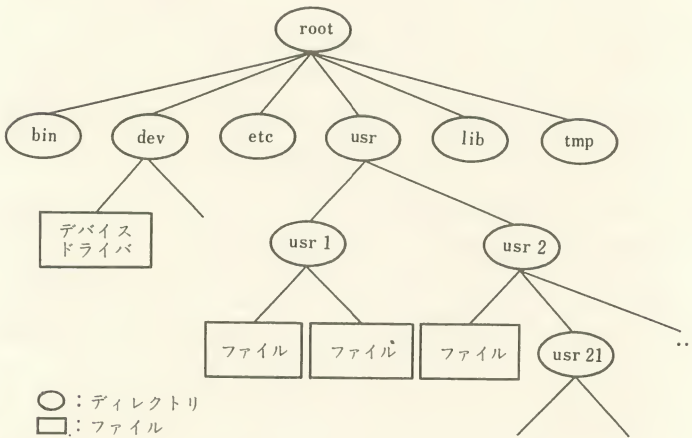 root
bin dev etc usr lib tmp
デバイス
ドライバ
usr 1 usr 2
ファイル ファイル ファイル usr 21
‥
○:ディレクトリ
□:ファイル